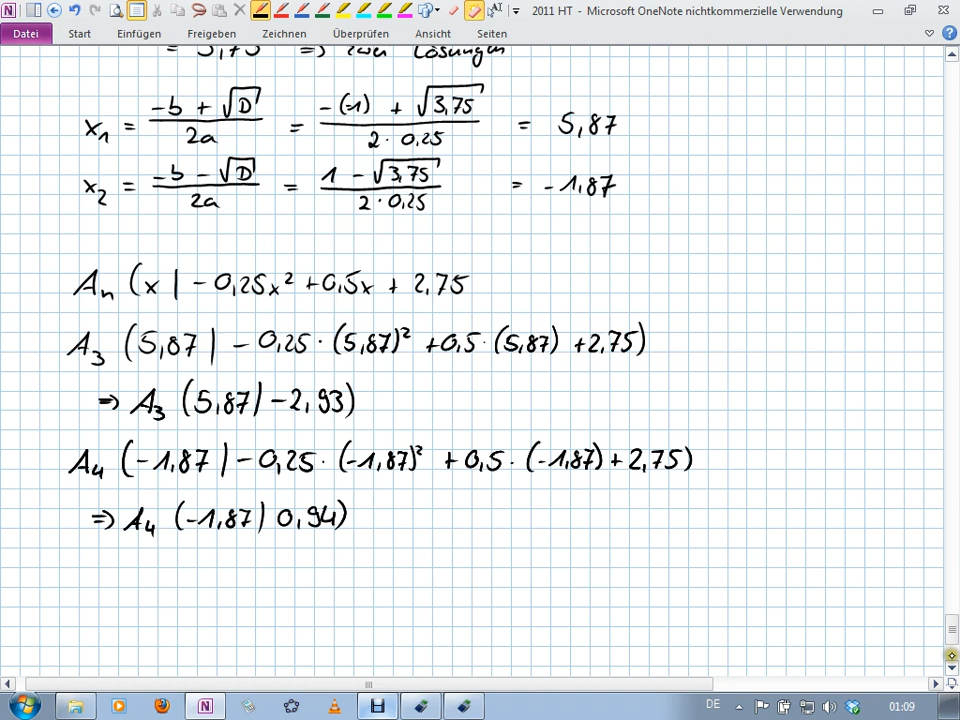 2011 HT - Microsoft OneNote nichtkommerzielle Verwendung
Datei Start Einfügen Freigeben Zeichnen Überprüfen Ansicht Seiten
= 3,75 => zwei Lösungen
x₁ = (-b + √D)/(2a) = (-(-1) + √3,75)/(2 · 0,25) = 5,87
x₂ = (-b - √D)/(2a) = (1 - √3,75)/(2 · 0,25) = -1,87
Aₙ (x | - 0,25x² + 0,5x + 2,75
A₃ (5,87 | - 0,25 · (5,87)² + 0,5 · (5,87) + 2,75)
=> A₃ (5,87 | -2,93)
A₄ (-1,87 | - 0,25 · (-1,87)² + 0,5 · (-1,87) + 2,75)
=> A₄ (-1,87 | 0,94)
DE 01:09